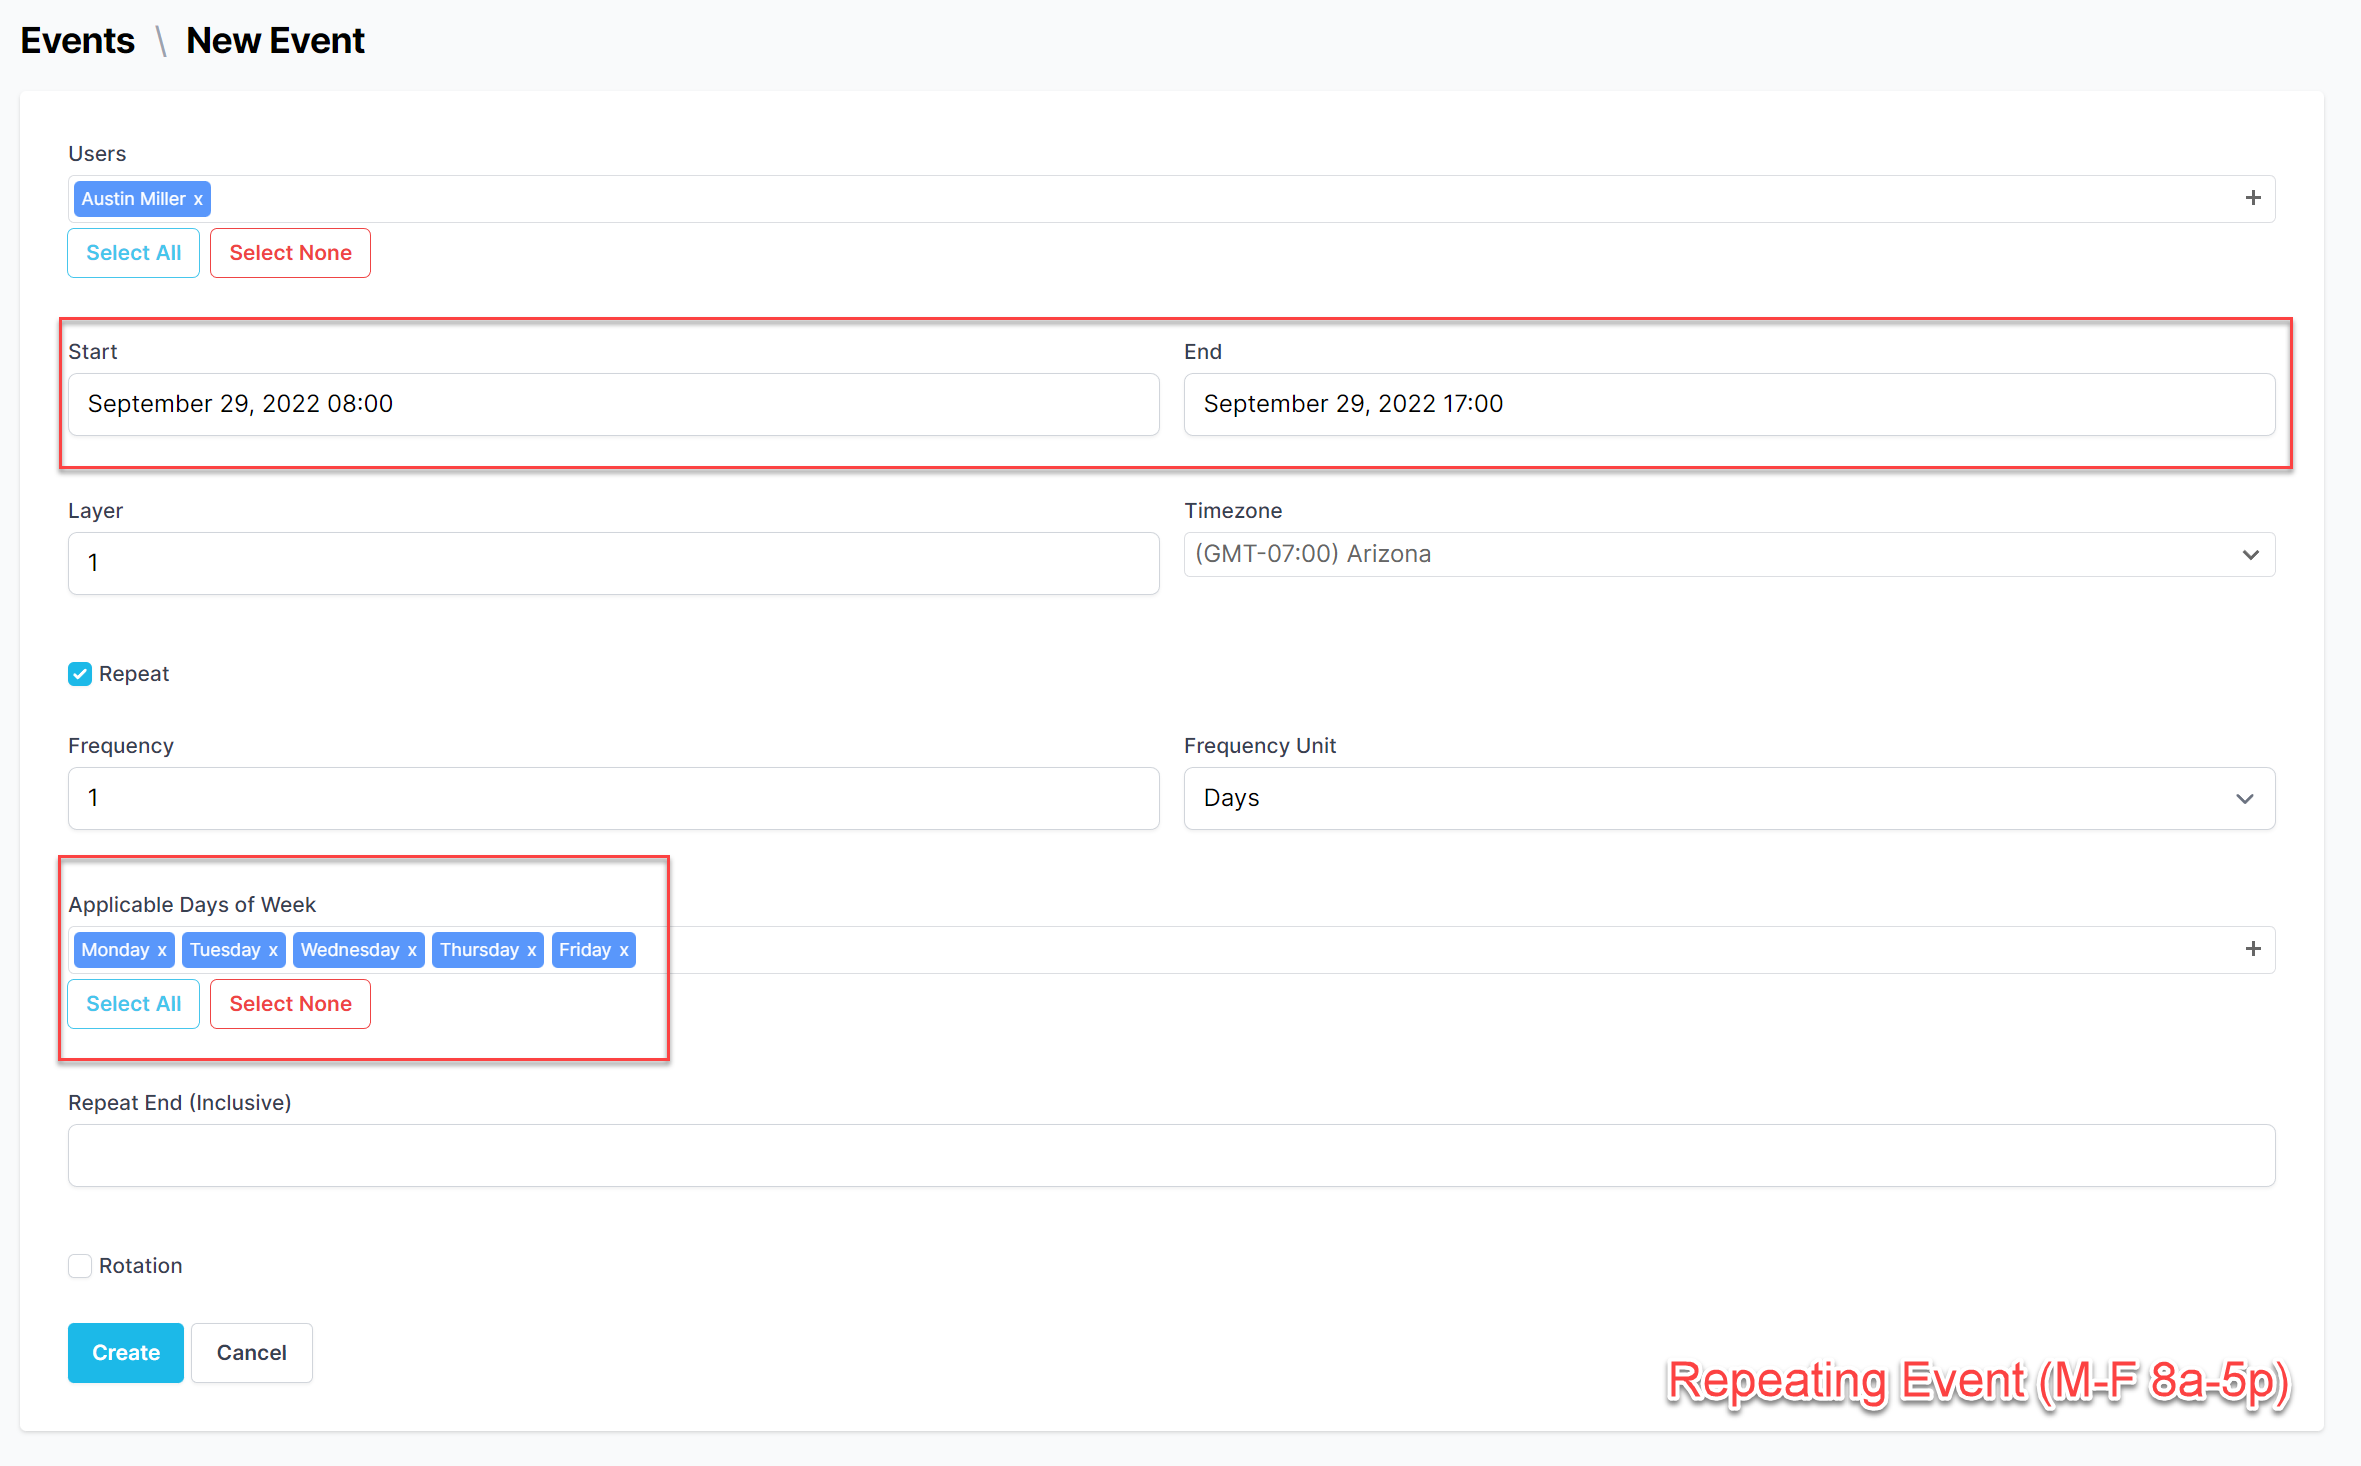 Events \ New Event
Users
Austin Miller x
+
Select All Select None
Start End
September 29, 2022 08:00 September 29, 2022 17:00
Layer Timezone
1 (GMT-07:00) Arizona
Repeat
Frequency Frequency Unit
1 Days
Applicable Days of Week
Monday x Tuesday x Wednesday x Thursday x Friday x
+
Select All Select None
Repeat End (Inclusive)
Rotation
Create Cancel
Repeating Event (M-F 8a-5p)